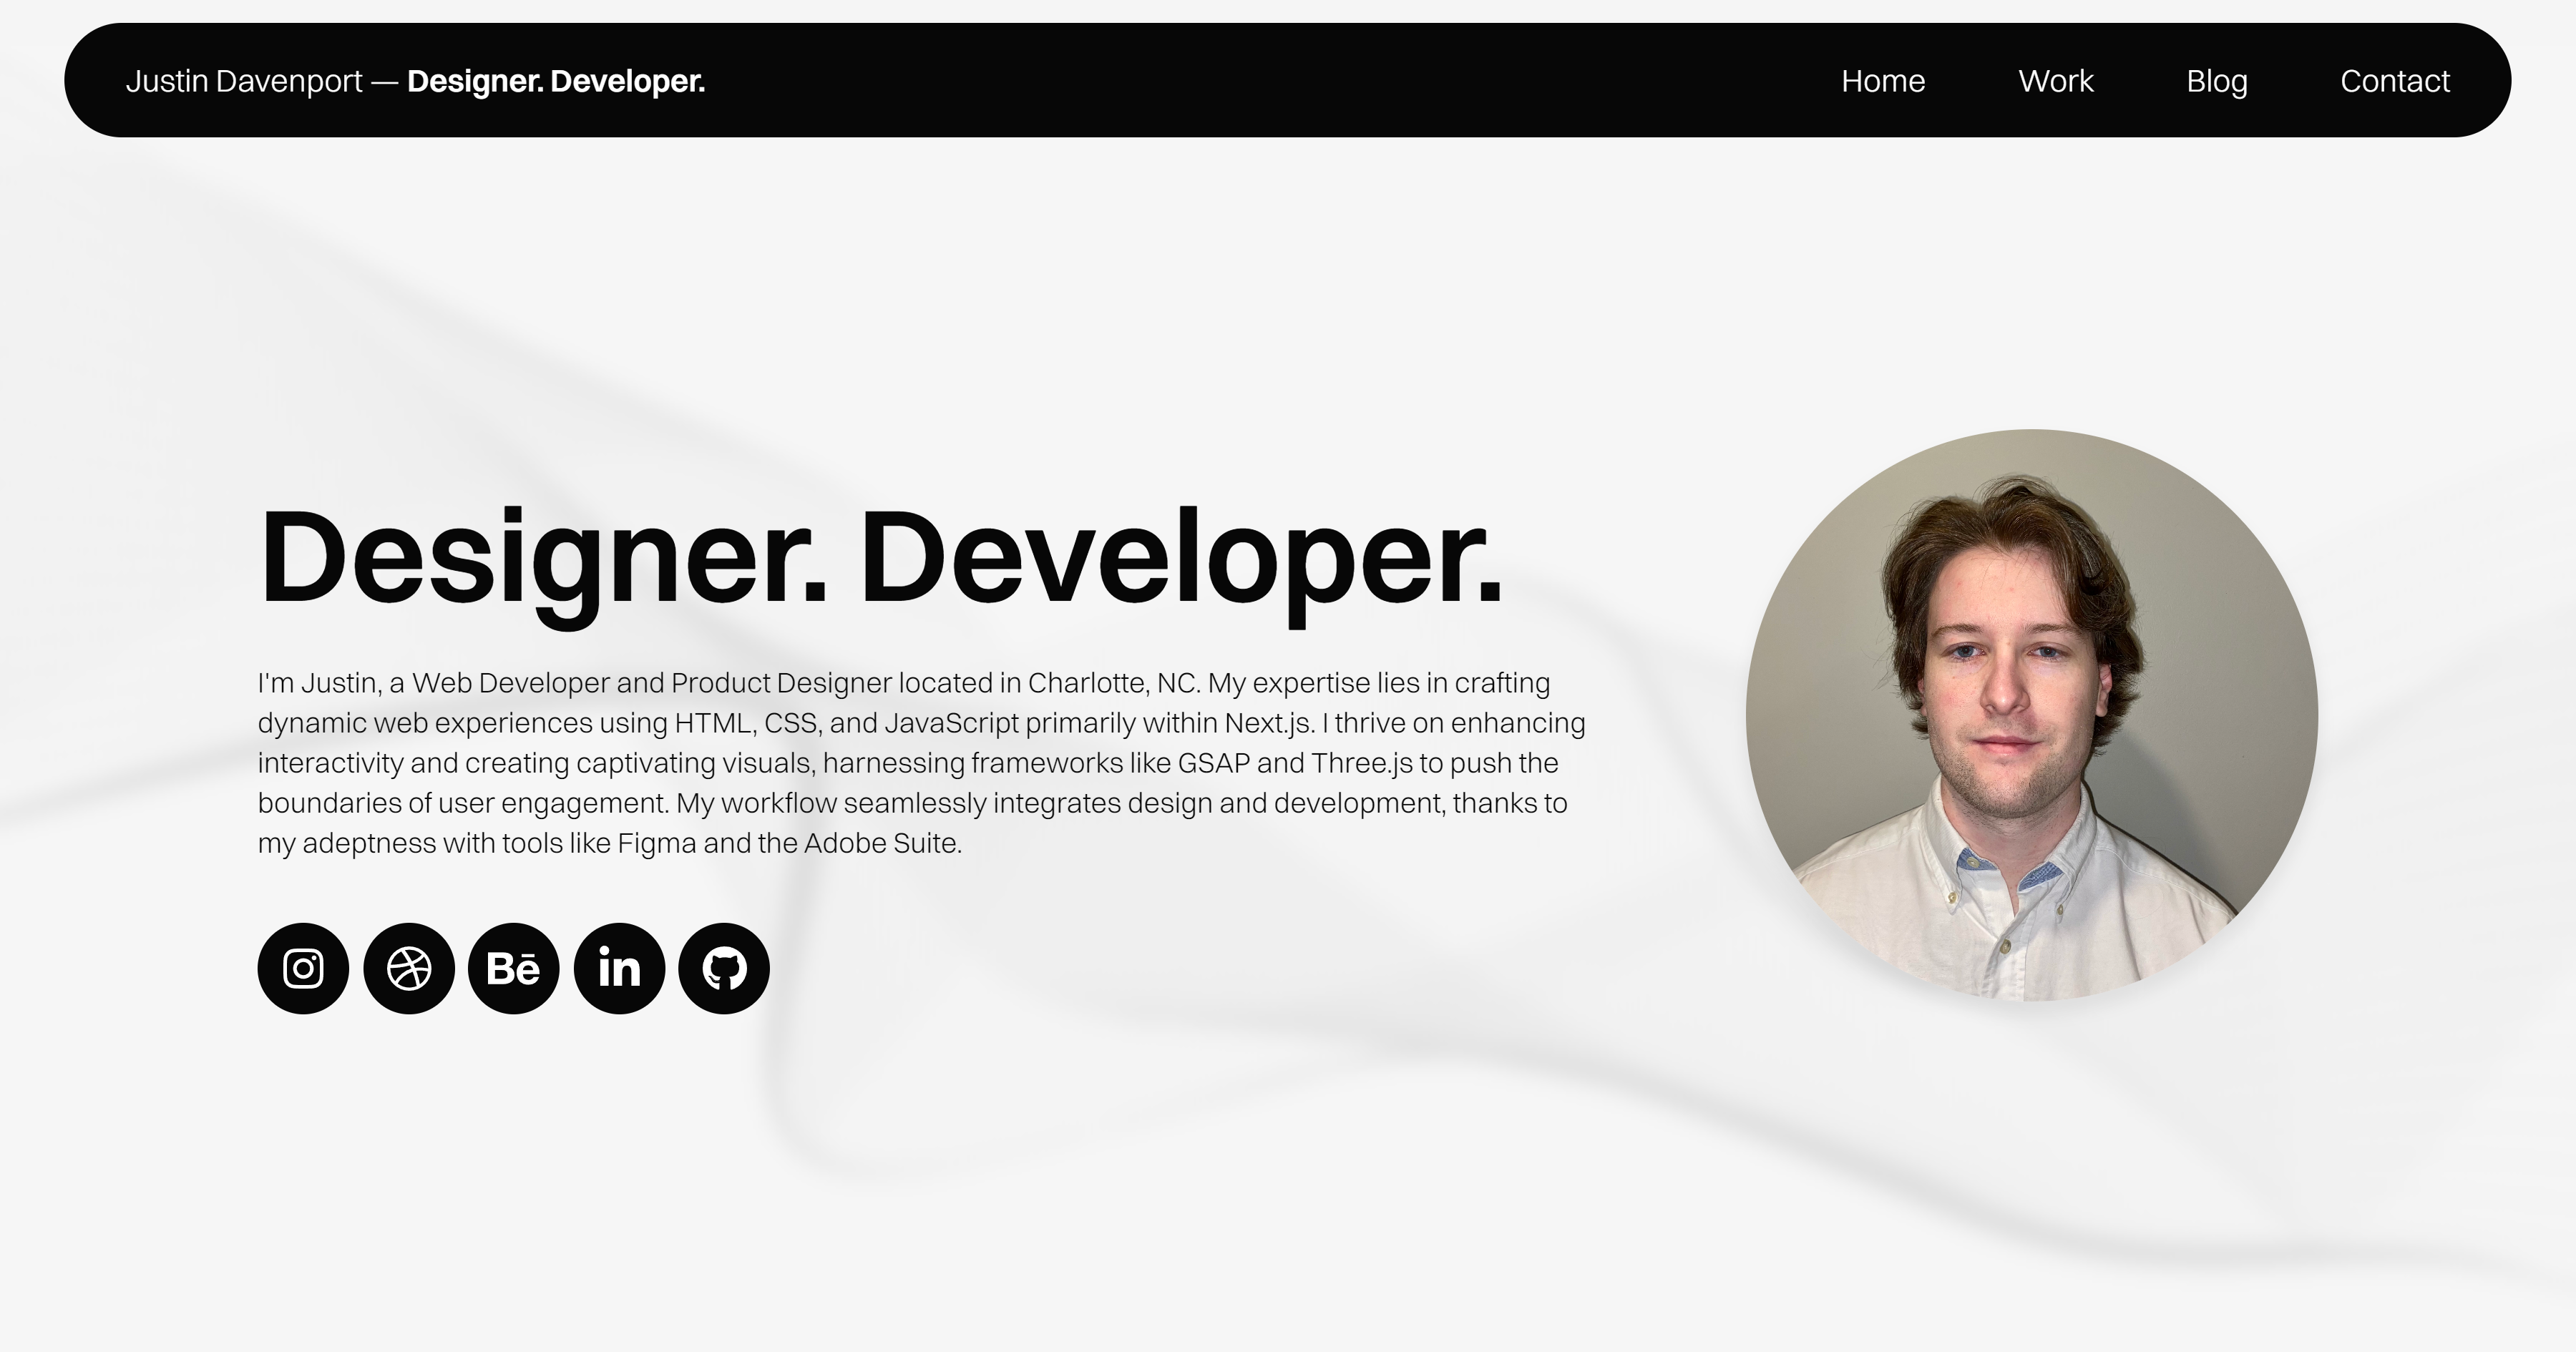 Justin Davenport — Designer. Developer.
Home Work Blog Contact
Designer. Developer.
I'm Justin, a Web Developer and Product Designer located in Charlotte, NC. My expertise lies in crafting
dynamic web experiences using HTML, CSS, and JavaScript primarily within Next.js. I thrive on enhancing
interactivity and creating captivating visuals, harnessing frameworks like GSAP and Three.js to push the
boundaries of user engagement. My workflow seamlessly integrates design and development, thanks to
my adeptness with tools like Figma and the Adobe Suite.
Bē in